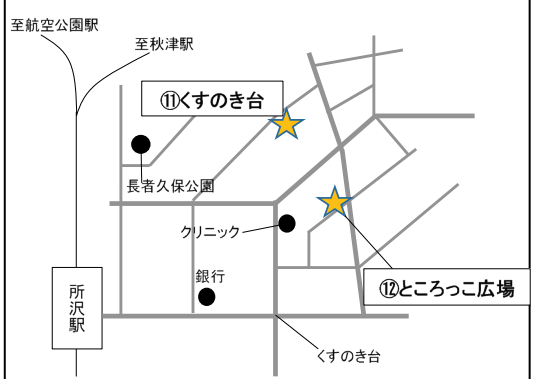 至航空公園駅
至秋津駅
⑪くすのき台
長者久保公園
クリニック
銀行
所沢駅
⑫ところっこ広場
くすのき台